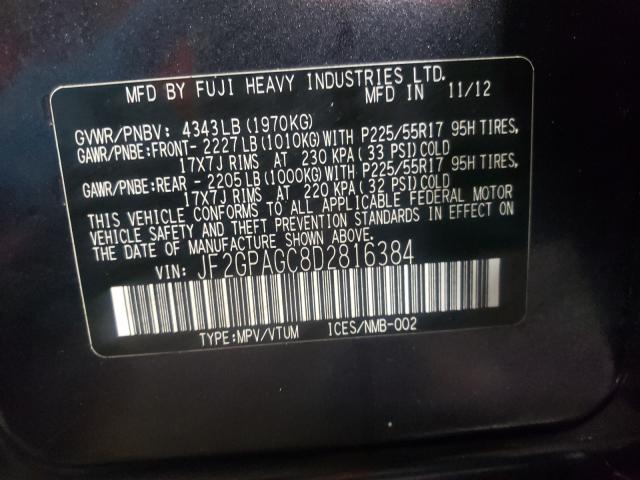 MFD BY FUJI HEAVY INDUSTRIES LTD.
MFD IN 11/12
GVWR/PNBV: 4343LB (1970KG)
GAWR/PNBE:FRONT- 2227LB (1010KG) WITH P225/55R17 95H TIRES,
17X7J RIMS AT 230 KPA (33 PSI) COLD
GAWR/PNBE:REAR - 2205LB (1000KG) WITH P225/55R17 95H TIRES,
17X7J RIMS AT 220 KPA (32 PSI) COLD
THIS VEHICLE CONFORMS TO ALL APPLICABLE FEDERAL MOTOR
VEHICLE SAFETY AND THEFT PREVENTION STANDARDS IN EFFECT ON
THE DATE OF MANUFACTURE SHOWN ABOVE.
VIN: JF2GPAGC8D2816384
TYPE:MPV/VTUM ICES/NMB-002